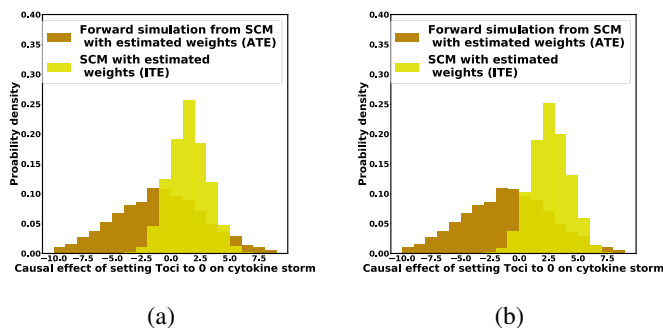 0.40
0.35
0.30
0.25
0.20
0.15
0.10
0.05
0.00
Proability density
Forward simulation from SCM
with estimated weights (ATE)
SCM with estimated
weights (ITE)
−10.0 −7.5 −5.0 −2.5 0.0 2.5 5.0 7.5
Causal effect of setting Toci to 0 on cytokine storm
(a)
0.40
0.35
0.30
0.25
0.20
0.15
0.10
0.05
0.00
Proability density
Forward simulation from SCM
with estimated weights (ATE)
SCM with estimated
weights (ITE)
−10.0 −7.5 −5.0 −2.5 0.0 2.5 5.0 7.5
Causal effect of setting Toci to 0 on cytokine storm
(b)